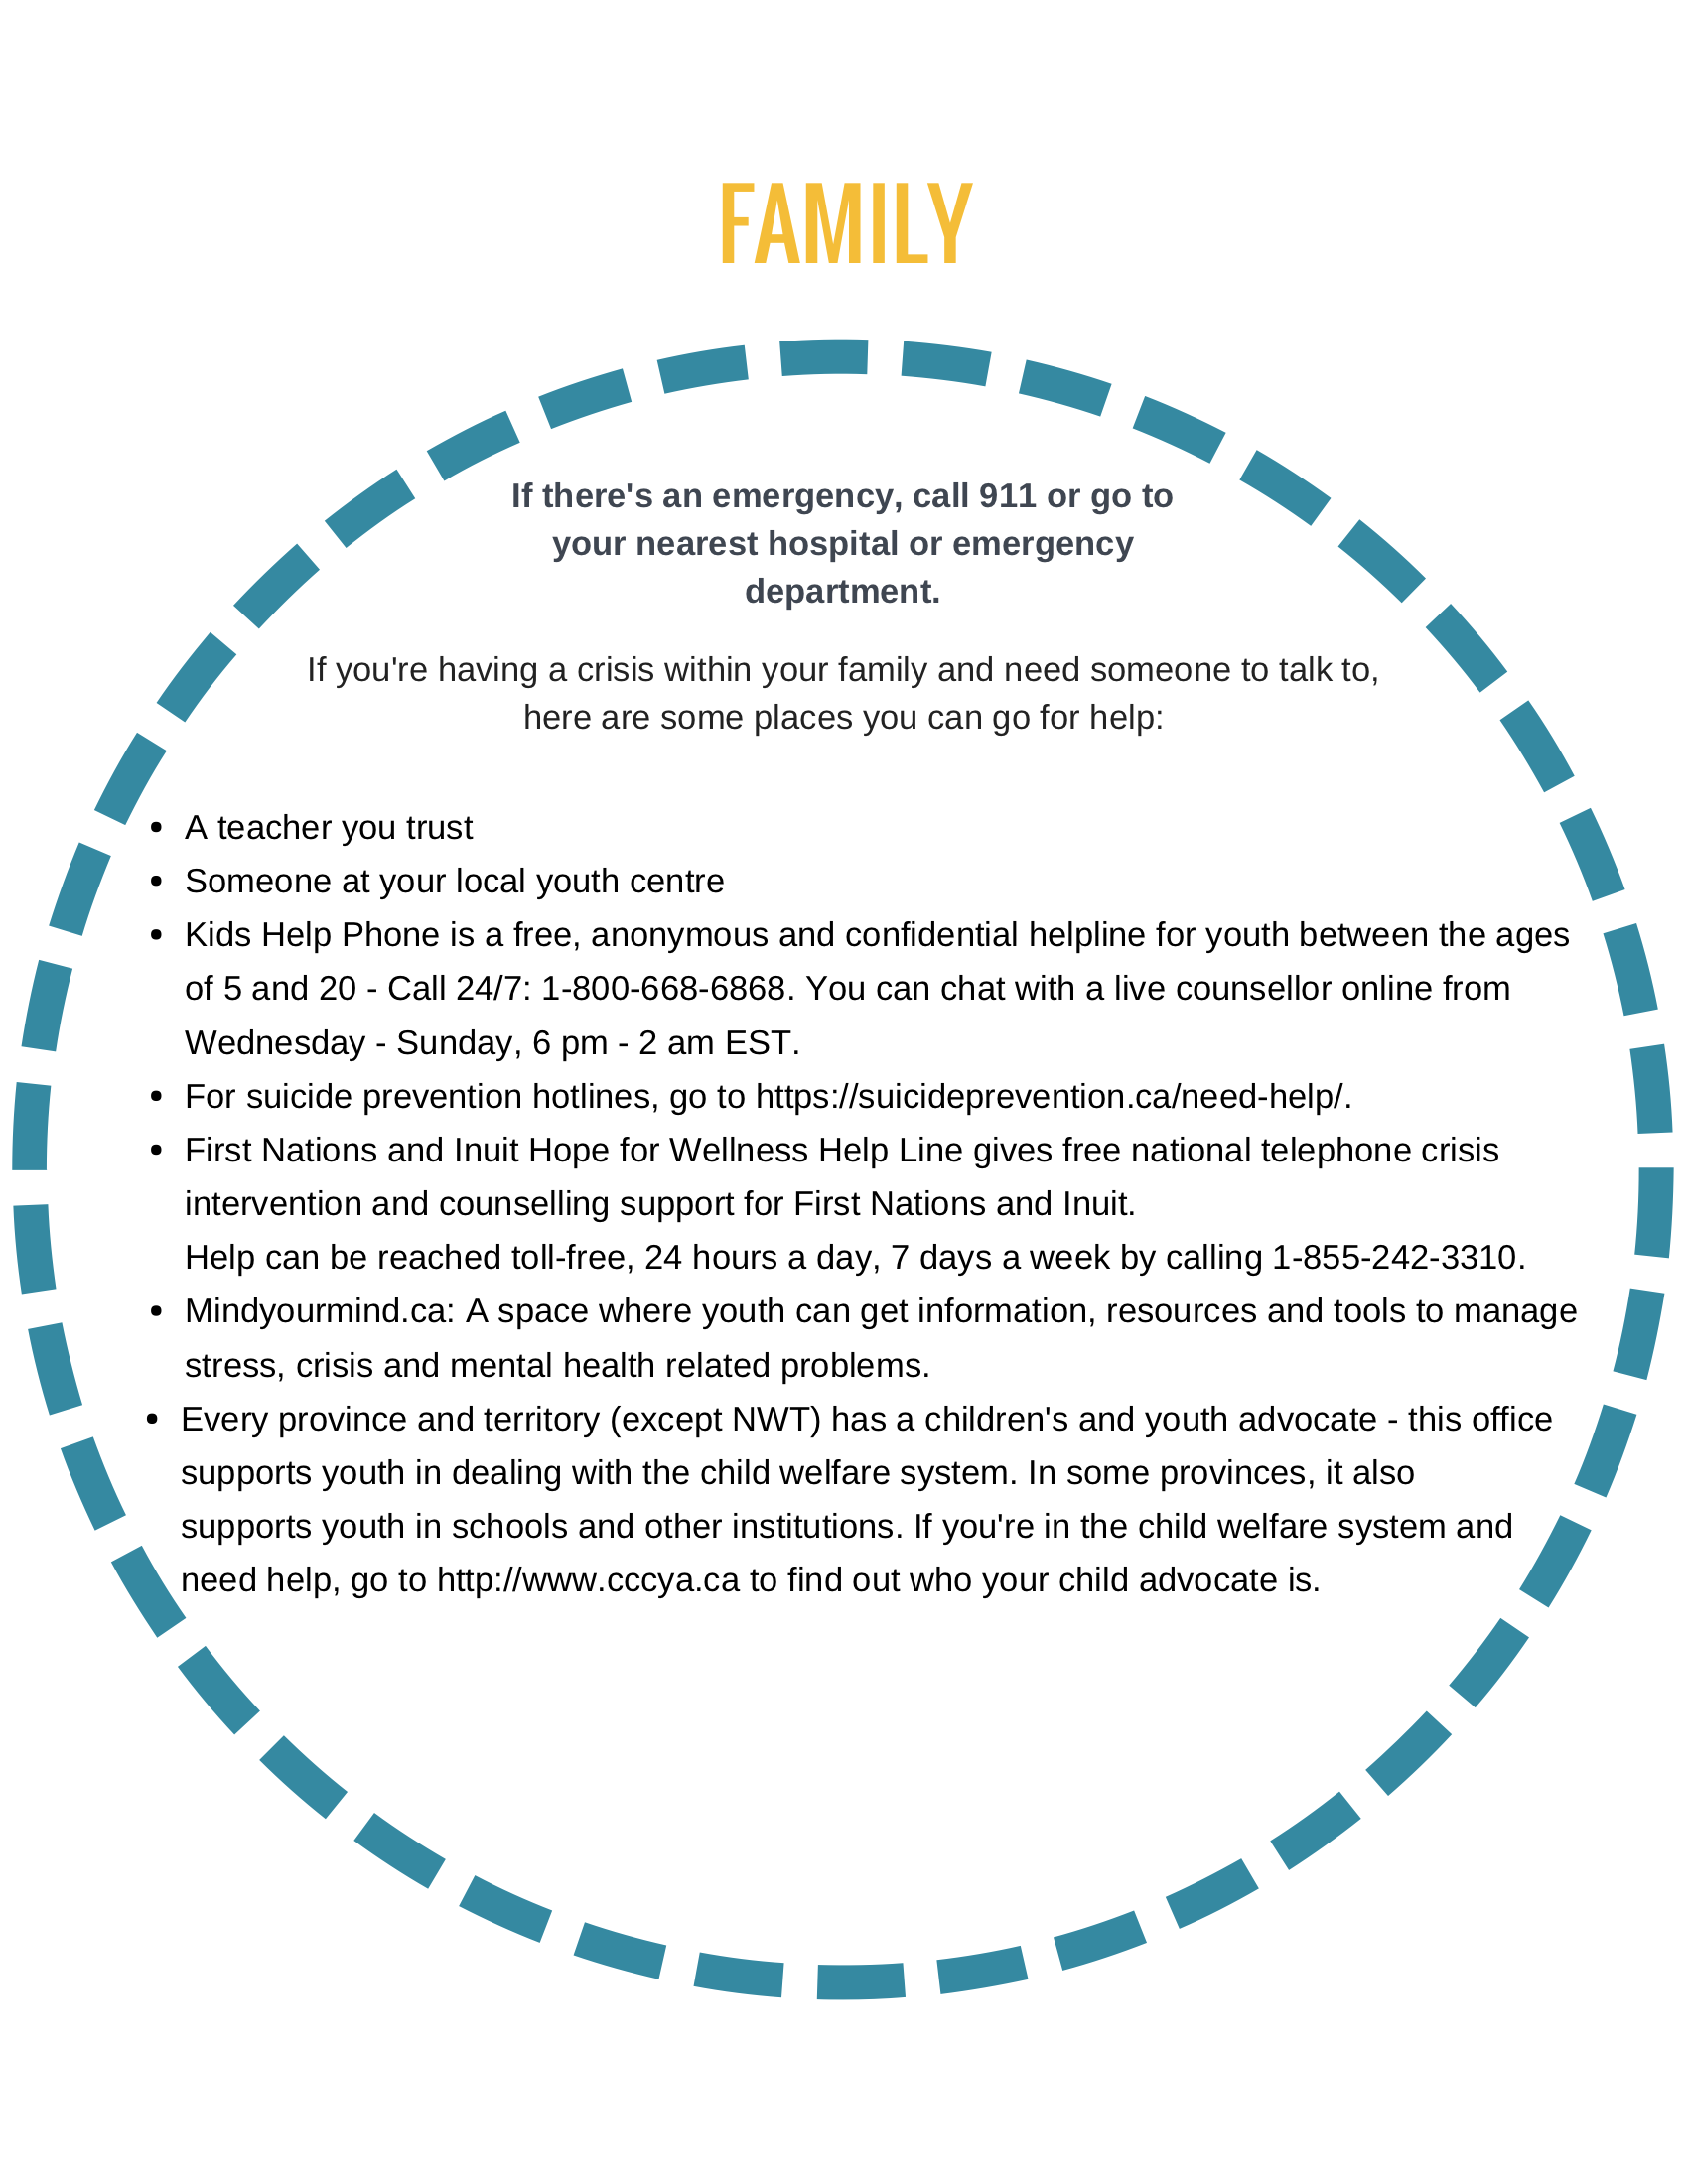 FAMILY
If there's an emergency, call 911 or go to
your nearest hospital or emergency
department.
If you're having a crisis within your family and need someone to talk to,
here are some places you can go for help:
• A teacher you trust
• Someone at your local youth centre
• Kids Help Phone is a free, anonymous and confidential helpline for youth between the ages
of 5 and 20 - Call 24/7: 1-800-668-6868. You can chat with a live counsellor online from
Wednesday - Sunday, 6 pm - 2 am EST.
• For suicide prevention hotlines, go to https://suicideprevention.ca/need-help/.
• First Nations and Inuit Hope for Wellness Help Line gives free national telephone crisis
intervention and counselling support for First Nations and Inuit.
Help can be reached toll-free, 24 hours a day, 7 days a week by calling 1-855-242-3310.
• Mindyourmind.ca: A space where youth can get information, resources and tools to manage
stress, crisis and mental health related problems.
• Every province and territory (except NWT) has a children's and youth advocate - this office
supports youth in dealing with the child welfare system. In some provinces, it also
supports youth in schools and other institutions. If you're in the child welfare system and
need help, go to http://www.cccya.ca to find out who your child advocate is.